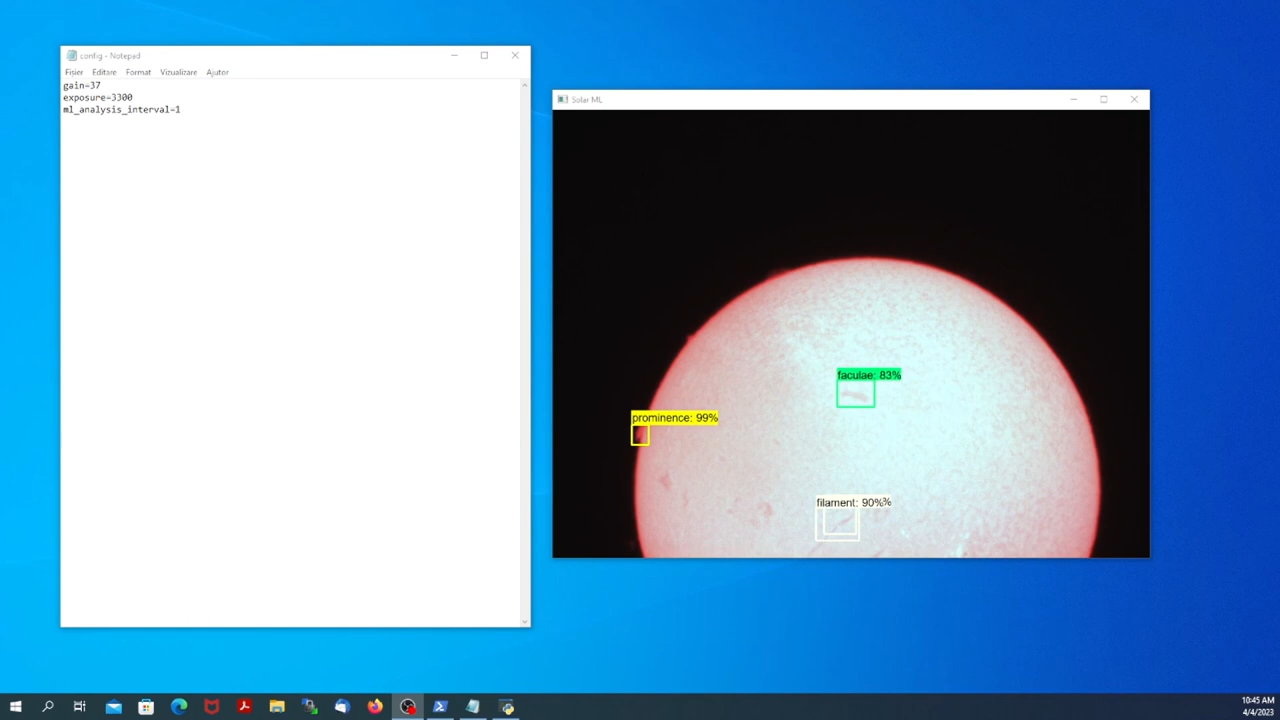 config - Notepad
Fișier Editare Format Vizualizare Ajutor
gain=37
exposure=3300
ml_analysis_interval=1
Solar ML
faculae: 83%
prominence: 99%
filament: 90%%
10:45 AM
4/4/2023